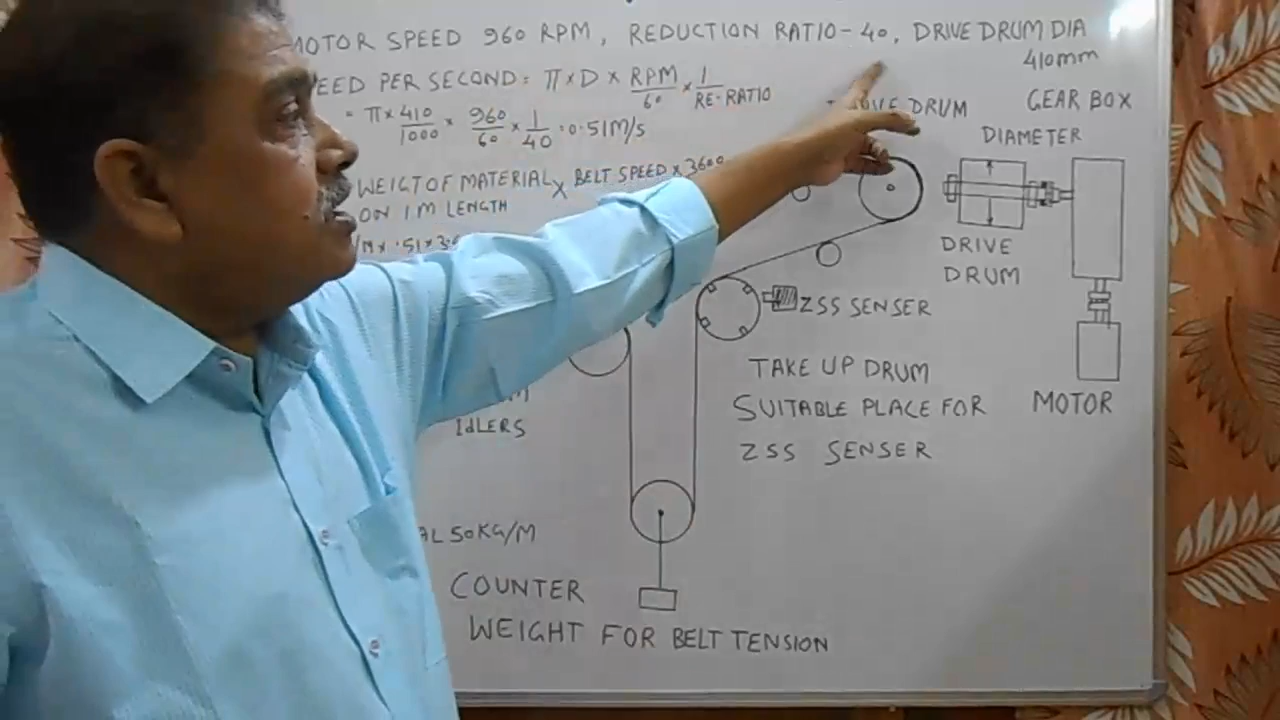 MOTOR SPEED 960 RPM, REDUCTION RATIO-40, DRIVE DRUM DIA
410mm
EED PER SECOND= π×D× RPM/60 × 1/RE-RATIO
= π× 410/1000 × 960/60 × 1/40 = 0.51M/s
DRUM
GEAR BOX
DIAMETER
WEIGT OF MATERIAL × BELT SPEED × 3600
ON 1M LENGTH
DRIVE
DRUM
ZSS SENSER
TAKE UP DRUM
SUITABLE PLACE FOR
ZSS SENSER
MOTOR
IdLERS
AL 50KG/M
COUNTER
WEIGHT FOR BELT TENSION